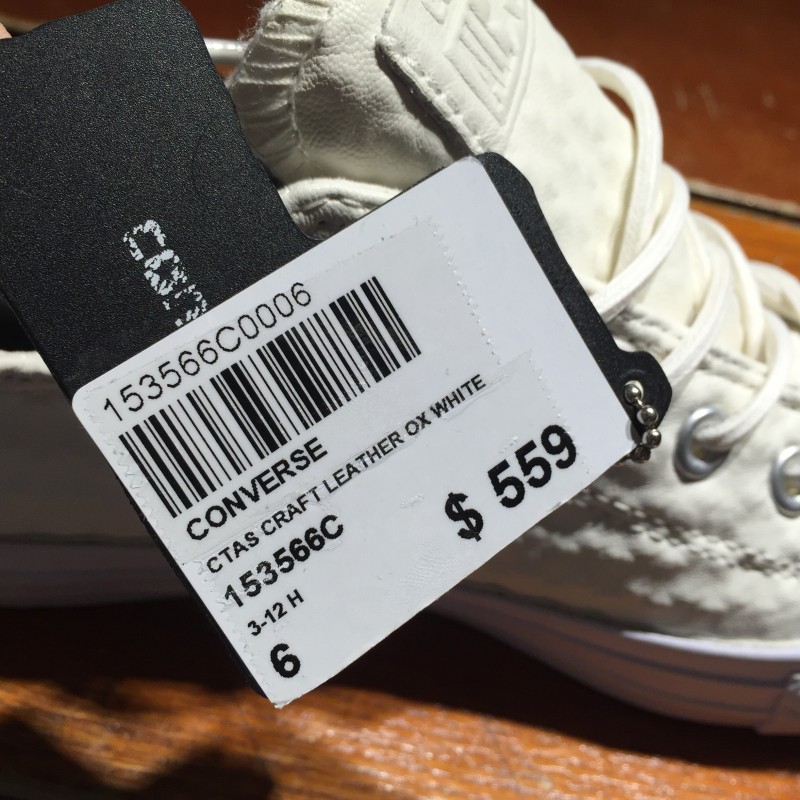 153566C0006
CONVERSE
CTAS CRAFT LEATHER OX WHITE
153566C
$ 559
3-12 H
6